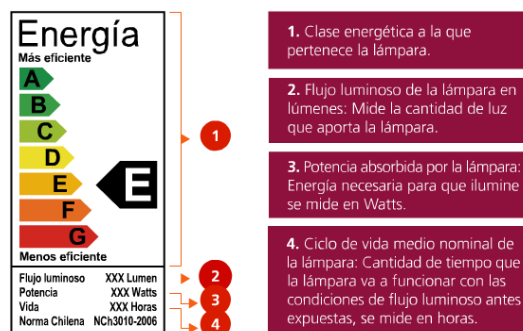 Energía
Más eficiente
A
B
C
D
E
F
G
E
Menos eficiente
Flujo luminoso XXX Lumen
Potencia XXX Watts
Vida XXX Horas
Norma Chilena NCh3010-2006
1
2
3
4
1. Clase energética a la que
pertenece la lámpara.
2. Flujo luminoso de la lámpara en
lúmenes: Mide la cantidad de luz
que aporta la lámpara.
3. Potencia absorbida por la lámpara:
Energía necesaria para que ilumine
se mide en Watts.
4. Ciclo de vida medio nominal de
la lámpara: Cantidad de tiempo que
la lámpara va a funcionar con las
condiciones de flujo luminoso antes
expuestas, se mide en horas.